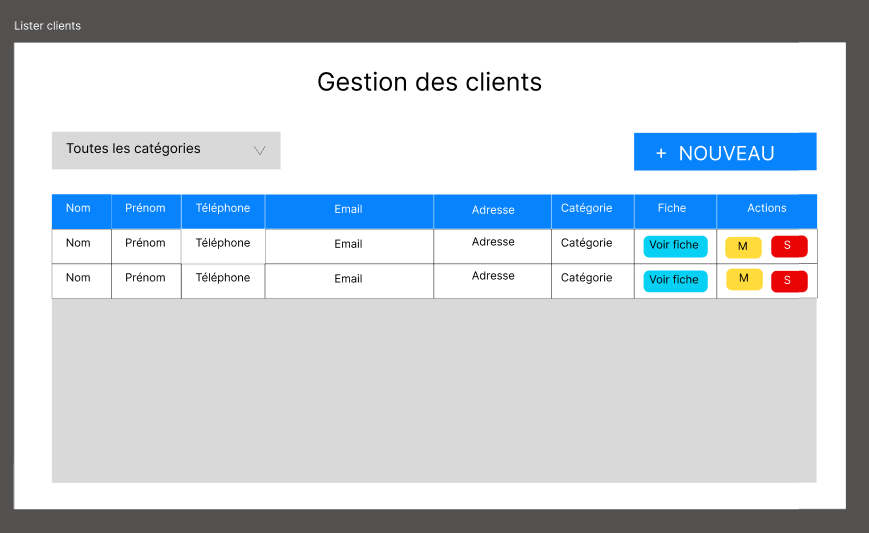 Lister clients
Gestion des clients
Toutes les catégories
+ NOUVEAU
Nom Prénom Téléphone Email Adresse Catégorie Fiche Actions
Nom Prénom Téléphone Email Adresse Catégorie Voir fiche M S
Nom Prénom Téléphone Email Adresse Catégorie Voir fiche M S